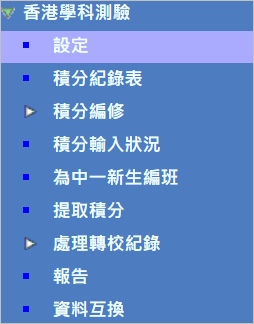 香港學科測驗
設定
積分紀錄表
積分編修
積分輸入狀況
為中一新生編班
提取積分
處理轉校紀錄
報告
資料互換